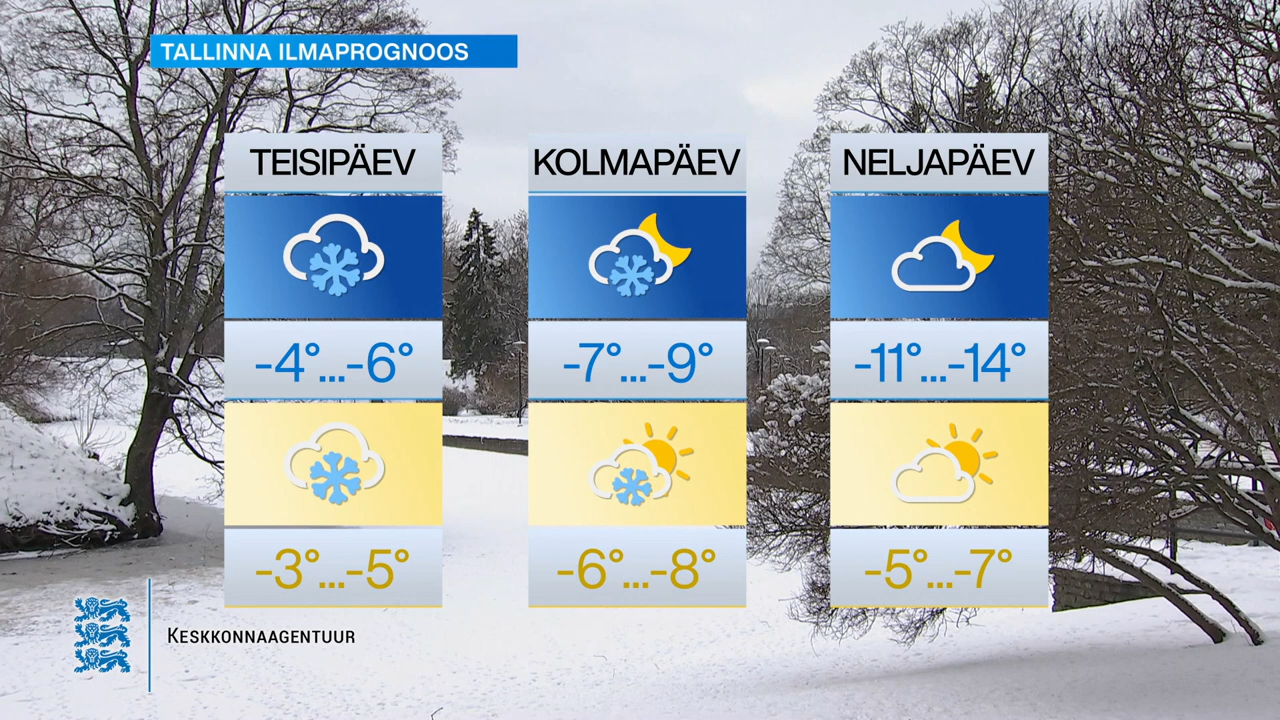 TALLINNA ILMAPROGNOOS
TEISIPÄEV
-4°...-6°
-3°...-5°
KOLMAPÄEV
-7°...-9°
-6°...-8°
NELJAPÄEV
-11°...-14°
-5°...-7°
KESKKONNAAGENTUUR